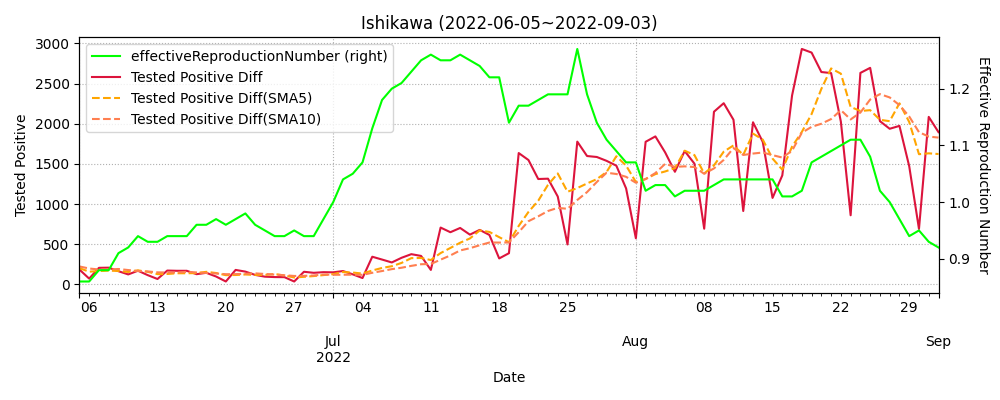 Ishikawa (2022-06-05~2022-09-03)
effectiveReproductionNumber (right)
Tested Positive Diff
Tested Positive Diff(SMA5)
Tested Positive Diff(SMA10)
Tested Positive
3000
2500
2000
1500
1000
500
0
Effective Reproduction Number
1.2
1.1
1.0
0.9
06 13 20 27 04 11 18 25 08 15 22 29
Jul Aug Sep
2022
Date